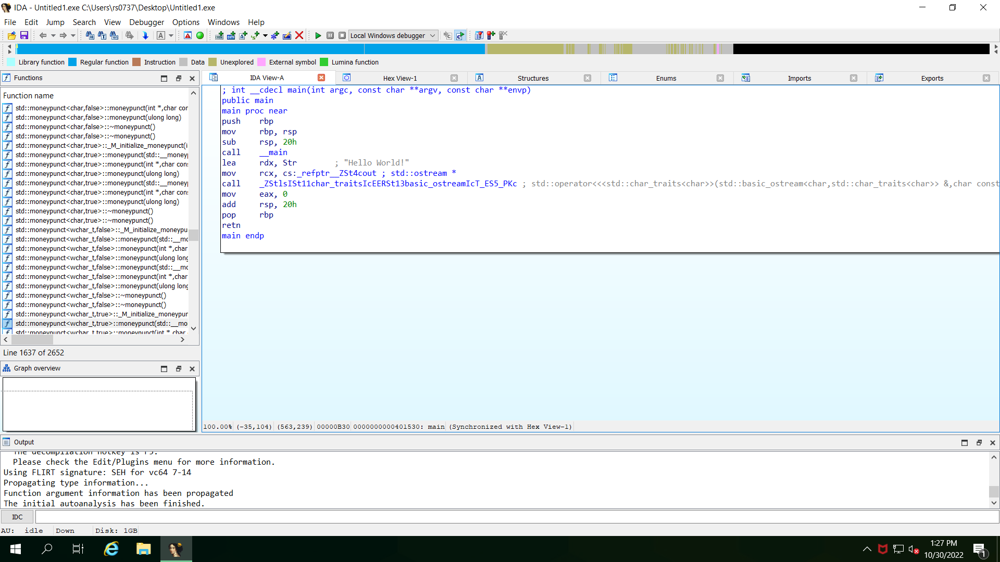 IDA - Untitled1.exe C:\Users\rs0737\Desktop\Untitled1.exe
File Edit Jump Search View Debugger Options Windows Help
Local Windows debugger
Library function Regular function Instruction Data Unexplored External symbol Lumina function
Functions
Function name
std::moneypunct<char,false>::moneypunct(int *,char con
std::moneypunct<char,false>::moneypunct(ulong long)
std::moneypunct<char,false>::~moneypunct()
std::moneypunct<char,false>::~moneypunct()
std::moneypunct<char,true>::_M_initialize_moneypunct(i
std::moneypunct<char,true>::moneypunct(std::__moneyp
std::moneypunct<char,true>::moneypunct(int *,char cons
std::moneypunct<char,true>::moneypunct(ulong long)
std::moneypunct<char,true>::moneypunct(std::__moneyp
std::moneypunct<char,true>::moneypunct(int *,char cons
std::moneypunct<char,true>::moneypunct(ulong long)
std::moneypunct<char,true>::~moneypunct()
std::moneypunct<char,true>::~moneypunct()
std::moneypunct<wchar_t,false>::_M_initialize_moneypu
std::moneypunct<wchar_t,false>::moneypunct(std::__mo
std::moneypunct<wchar_t,false>::moneypunct(int *,char
std::moneypunct<wchar_t,false>::moneypunct(ulong long
std::moneypunct<wchar_t,false>::moneypunct(std::__mo
std::moneypunct<wchar_t,false>::moneypunct(int *,char
std::moneypunct<wchar_t,false>::moneypunct(ulong long
std::moneypunct<wchar_t,false>::~moneypunct()
std::moneypunct<wchar_t,false>::~moneypunct()
std::moneypunct<wchar_t,true>::_M_initialize_moneypun
std::moneypunct<wchar_t,true>::moneypunct(std::__mo
std::moneypunct<wchar_t,true>::moneypunct(int *,char
Line 1637 of 2652
Graph overview
IDA View-A Hex View-1 Structures Enums Imports Exports
; int __cdecl main(int argc, const char **argv, const char **envp)
public main
main proc near
push rbp
mov rbp, rsp
sub rsp, 20h
call __main
lea rdx, Str ; "Hello World!"
mov rcx, cs:_refptr__ZSt4cout ; std::ostream *
call _ZStlsISt11char_traitsIcEERSt13basic_ostreamIcT_ES5_PKc ; std::operator<<<std::char_traits<char>>(std::basic_ostream<char,std::char_traits<char>> &,char const
mov eax, 0
add rsp, 20h
pop rbp
retn
main endp
100.00% (-35,104) (563,239) 00000B30 0000000000401530: main (Synchronized with Hex View-1)
Output
The decompilation hotkey is F5.
Please check the Edit/Plugins menu for more information.
Using FLIRT signature: SEH for vc64 7-14
Propagating type information...
Function argument information has been propagated
The initial autoanalysis has been finished.
IDC
AU: idle Down Disk: 1GB
1:27 PM
10/30/2022
1